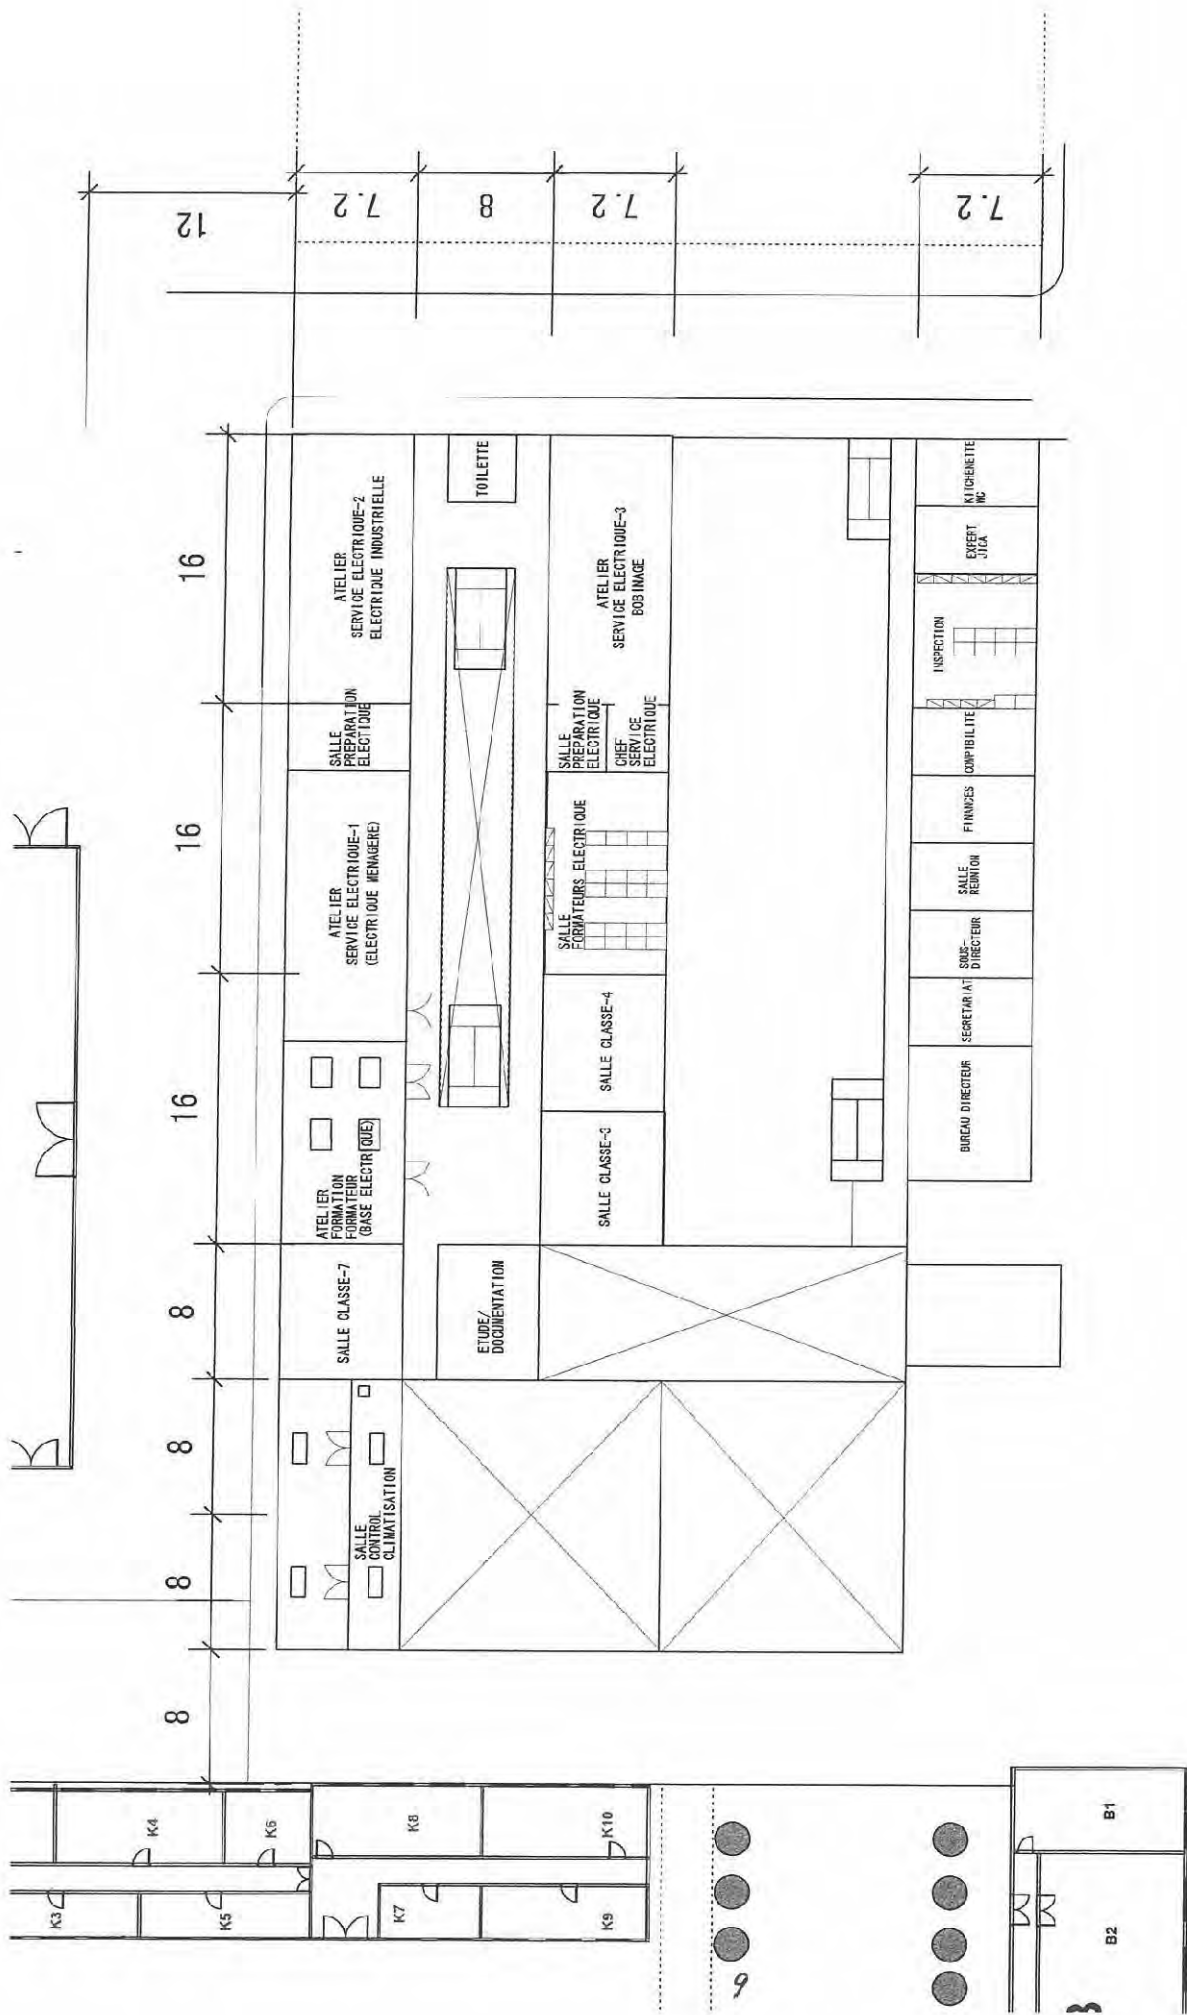 12
7.2
8
7.2
7.2
16
16
16
8
8
8
8
ATELIER
SERVICE ELECTRIQUE-2
ELECTRIQUE INDUSTRIELLE
TOILETTE
ATELIER
SERVICE ELECTRIQUE-3
BOBINAGE
KITCHENETTE
WC
EXPERT
JICA
INSPECTION
SALLE
PREPARATION
ELECTIQUE
SALLE
PREPARATION
ELECTRIQUE
CHEF
SERVICE
ELECTRIQUE
COMPTIBILITE
FINANCES
ATELIER
SERVICE ELECTRIQUE-1
(ELECTRIQUE MENAGERE)
SALLE
FORMATEURS ELECTRIQUE
SALLE
REUNION
SOUS-
DIRECTEUR
SECRETARIAT
BUREAU DIRECTEUR
SALLE CLASSE-4
SALLE CLASSE-3
ATELIER
FORMATION
FORMATEUR
(BASE ELECTRIQUE)
SALLE CLASSE-7
ETUDE/
DOCUMENTATION
SALLE
CONTROL
CLIMATISATION
K4
K6
K8
K10
K3
K5
K7
K9
B1
B2